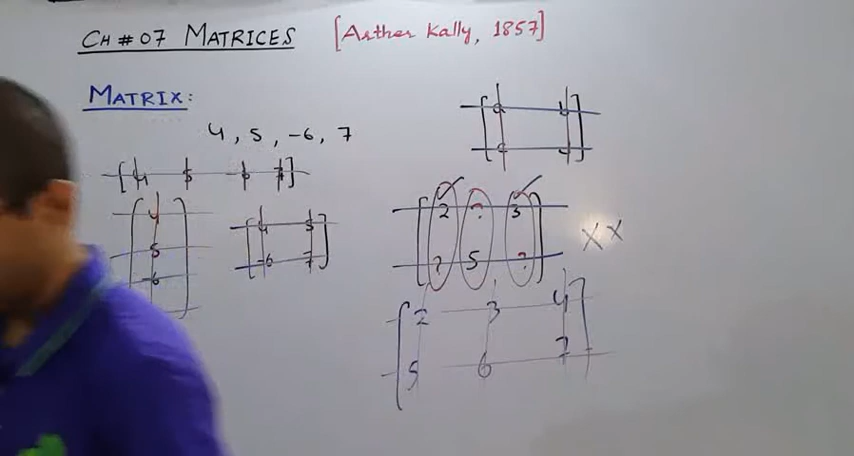 CH # 07 MATRICES [Arther Kally, 1857]
MATRIX:
4, 5, -6, 7
[4 5 -6 7]
4
5
-6
[4 5
-6 7]
[2 ? 3
? 5 ?] X X
[2 3 4
5 6 7]